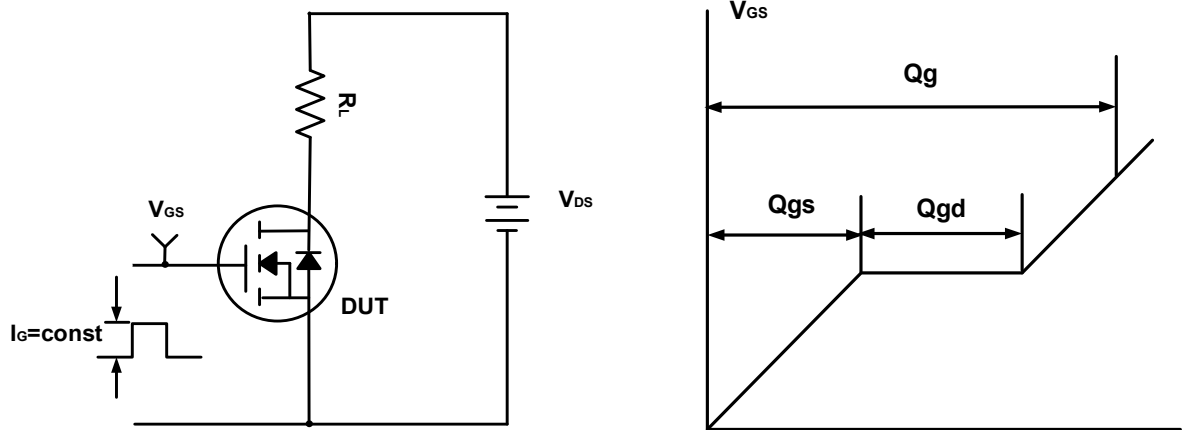 RL
VGS
VDS
DUT
IG=const
VGS
Qg
Qgs
Qgd